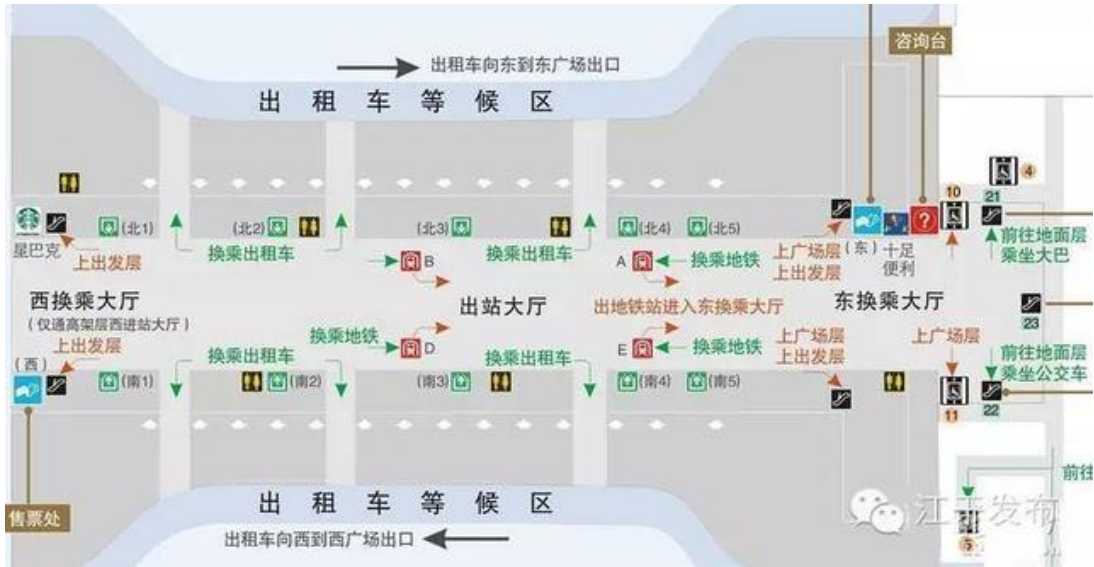 咨询台
出租车向东到东广场出口
出租车等候区
4
10
21
(北1)
(北2)
(北3)
(北4)
(北5)
星巴克
上出发层
换乘出租车
换乘出租车
B
A
换乘地铁
上广场层
上出发层
(东)
十足
便利
前往地面层
乘坐大巴
西换乘大厅
(仅通高架层西进站大厅)
出站大厅
出地铁站进入东换乘大厅
东换乘大厅
23
上出发层
(西)
换乘出租车
换乘地铁
D
换乘出租车
E
换乘地铁
上广场层
上出发层
上广场层
前往地面层
乘坐公交车
(南1)
(南2)
(南3)
(南4)
(南5)
11
22
出租车等候区
售票处
出租车向西到西广场出口
前往
江干发布
5